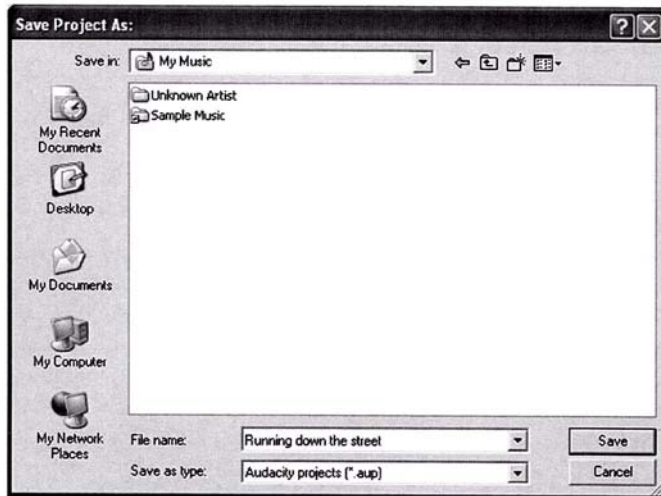 Save Project As:
Save in:
My Music
Unknown Artist
Sample Music
My Recent
Documents
Desktop
My Documents
My Computer
My Network
Places
File name:
Running down the street
Save
Save as type:
Audacity projects (*.aup)
Cancel